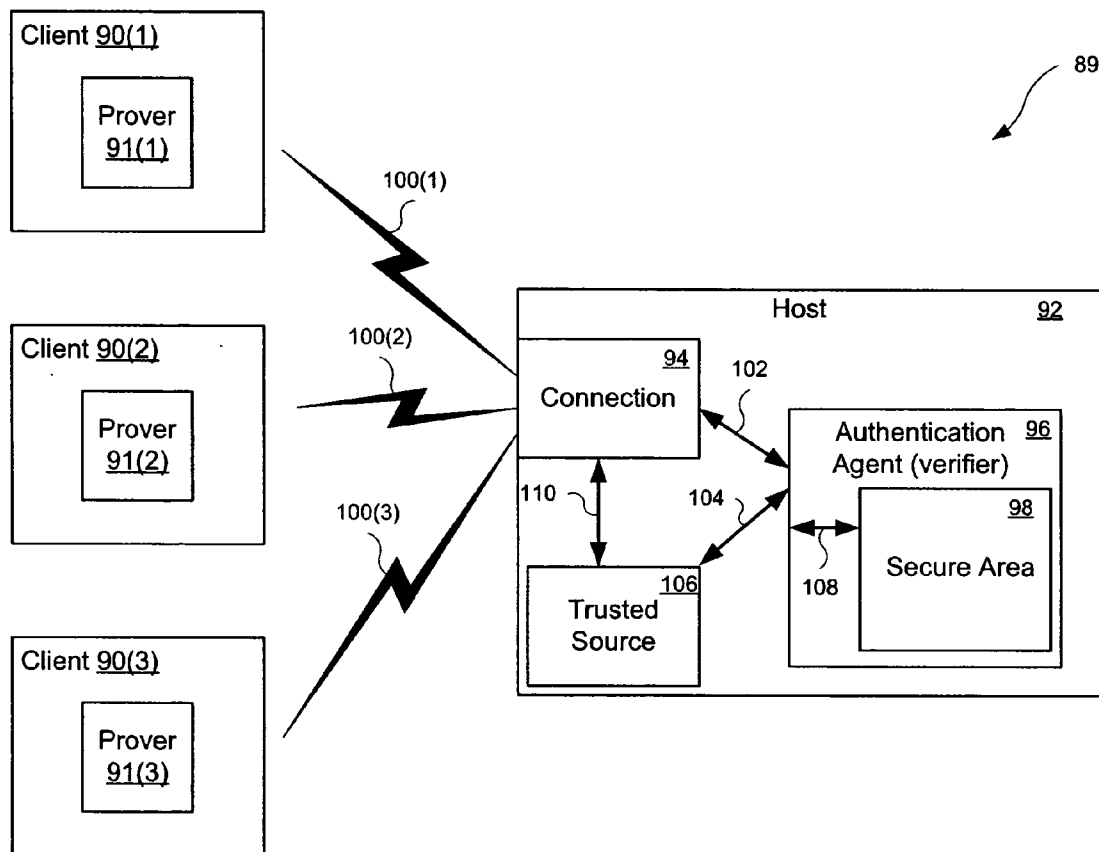 Client 90(1)
Prover
91(1)
100(1)
89
Client 90(2)
Prover
91(2)
100(2)
Client 90(3)
Prover
91(3)
100(3)
Host
92
94
Connection
102
96
Authentication
Agent (verifier)
98
Secure Area
108
104
110
106
Trusted
Source